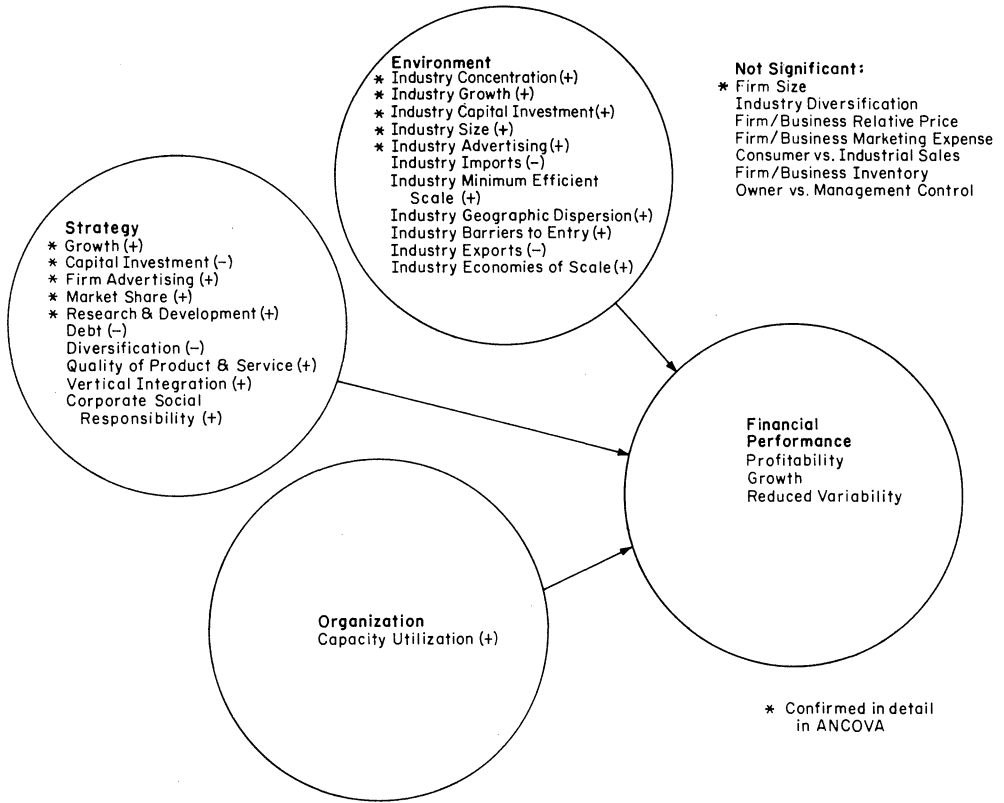 Environment
* Industry Concentration (+)
* Industry Growth (+)
* Industry Capital Investment (+)
* Industry Size (+)
* Industry Advertising (+)
Industry Imports (-)
Industry Minimum Efficient
Scale (+)
Industry Geographic Dispersion (+)
Industry Barriers to Entry (+)
Industry Exports (-)
Industry Economies of Scale (+)
Not Significant:
* Firm Size
Industry Diversification
Firm/Business Relative Price
Firm/Business Marketing Expense
Consumer vs. Industrial Sales
Firm/Business Inventory
Owner vs. Management Control
Strategy
* Growth (+)
* Capital Investment (-)
* Firm Advertising (+)
* Market Share (+)
* Research & Development (+)
Debt (-)
Diversification (-)
Quality of Product & Service (+)
Vertical Integration (+)
Corporate Social
Responsibility (+)
Financial
Performance
Profitability
Growth
Reduced Variability
Organization
Capacity Utilization (+)
* Confirmed in detail
in ANCOVA